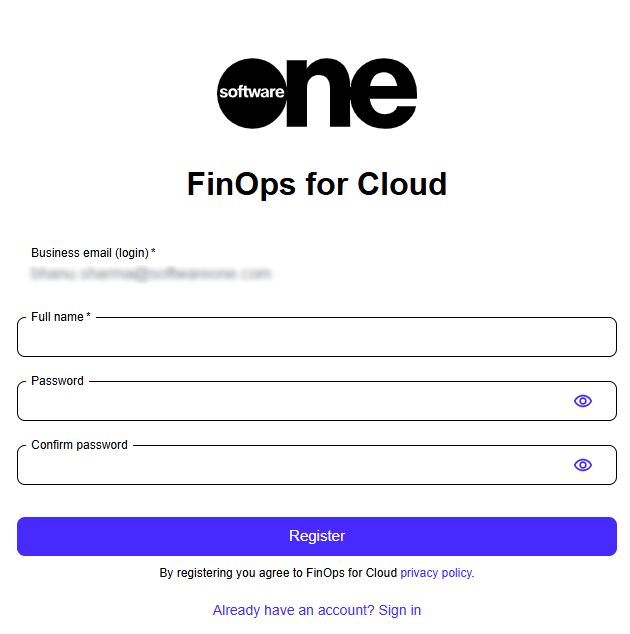 software one
FinOps for Cloud
Business email (login) *
Full name *
Password
Confirm password
Register
By registering you agree to FinOps for Cloud privacy policy.
Already have an account? Sign in